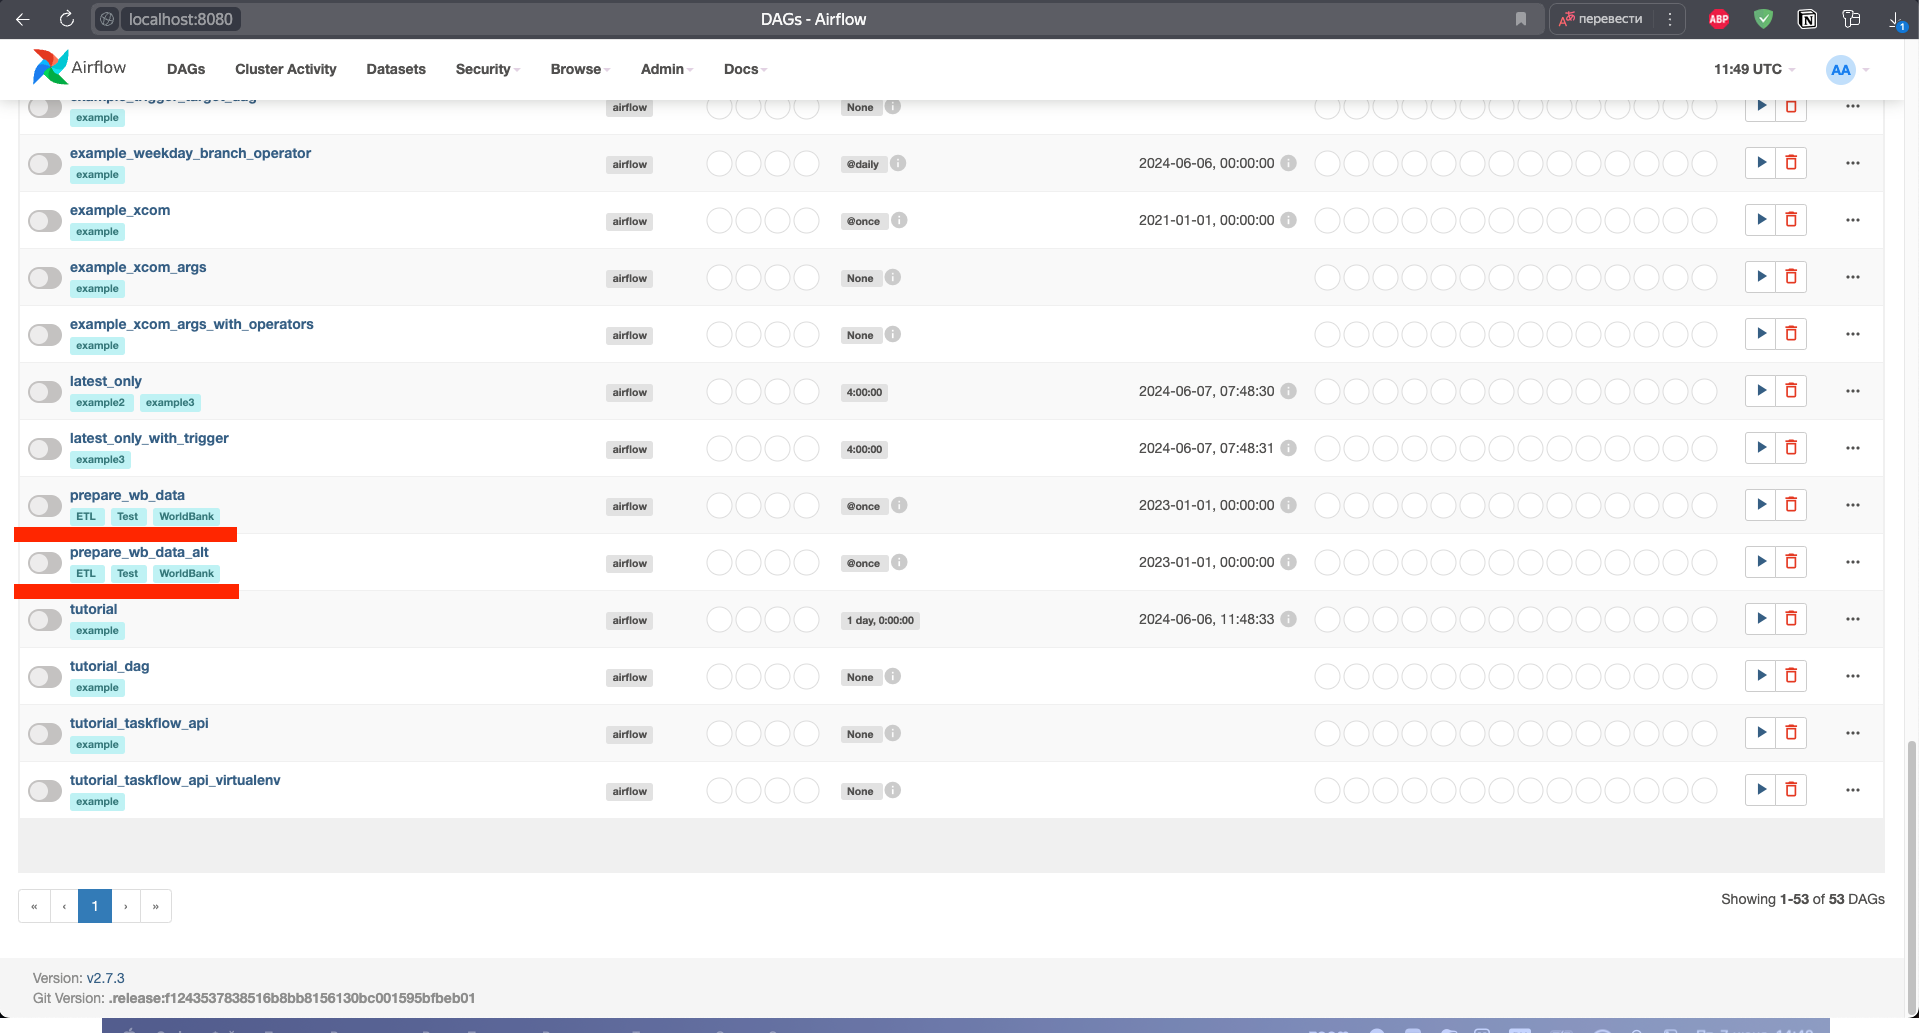 localhost:8080
DAGs - Airflow
перевести
ABP
1
Airflow
DAGs
Cluster Activity
Datasets
Security
Browse
Admin
Docs
11:49 UTC
AA
example_trigger_target_dag
example
airflow
None
example_weekday_branch_operator
example
airflow
@daily
2024-06-06, 00:00:00
example_xcom
example
airflow
@once
2021-01-01, 00:00:00
example_xcom_args
example
airflow
None
example_xcom_args_with_operators
example
airflow
None
latest_only
example2 example3
airflow
4:00:00
2024-06-07, 07:48:30
latest_only_with_trigger
example3
airflow
4:00:00
2024-06-07, 07:48:31
prepare_wb_data
ETL Test WorldBank
airflow
@once
2023-01-01, 00:00:00
prepare_wb_data_alt
ETL Test WorldBank
airflow
@once
2023-01-01, 00:00:00
tutorial
example
airflow
1 day, 0:00:00
2024-06-06, 11:48:33
tutorial_dag
example
airflow
None
tutorial_taskflow_api
example
airflow
None
tutorial_taskflow_api_virtualenv
example
airflow
None
« ‹ 1 › »
Showing 1-53 of 53 DAGs
Version: v2.7.3
Git Version: .release:f1243537838516b8bb8156130bc001595bfbeb01